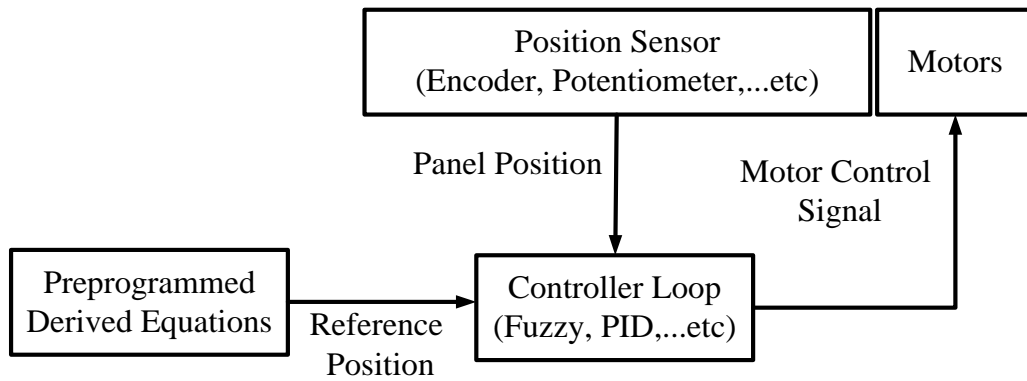 Position Sensor
(Encoder, Potentiometer,...etc)
Motors
Panel Position
Motor Control
Signal
Preprogrammed
Derived Equations
Reference
Position
Controller Loop
(Fuzzy, PID,...etc)